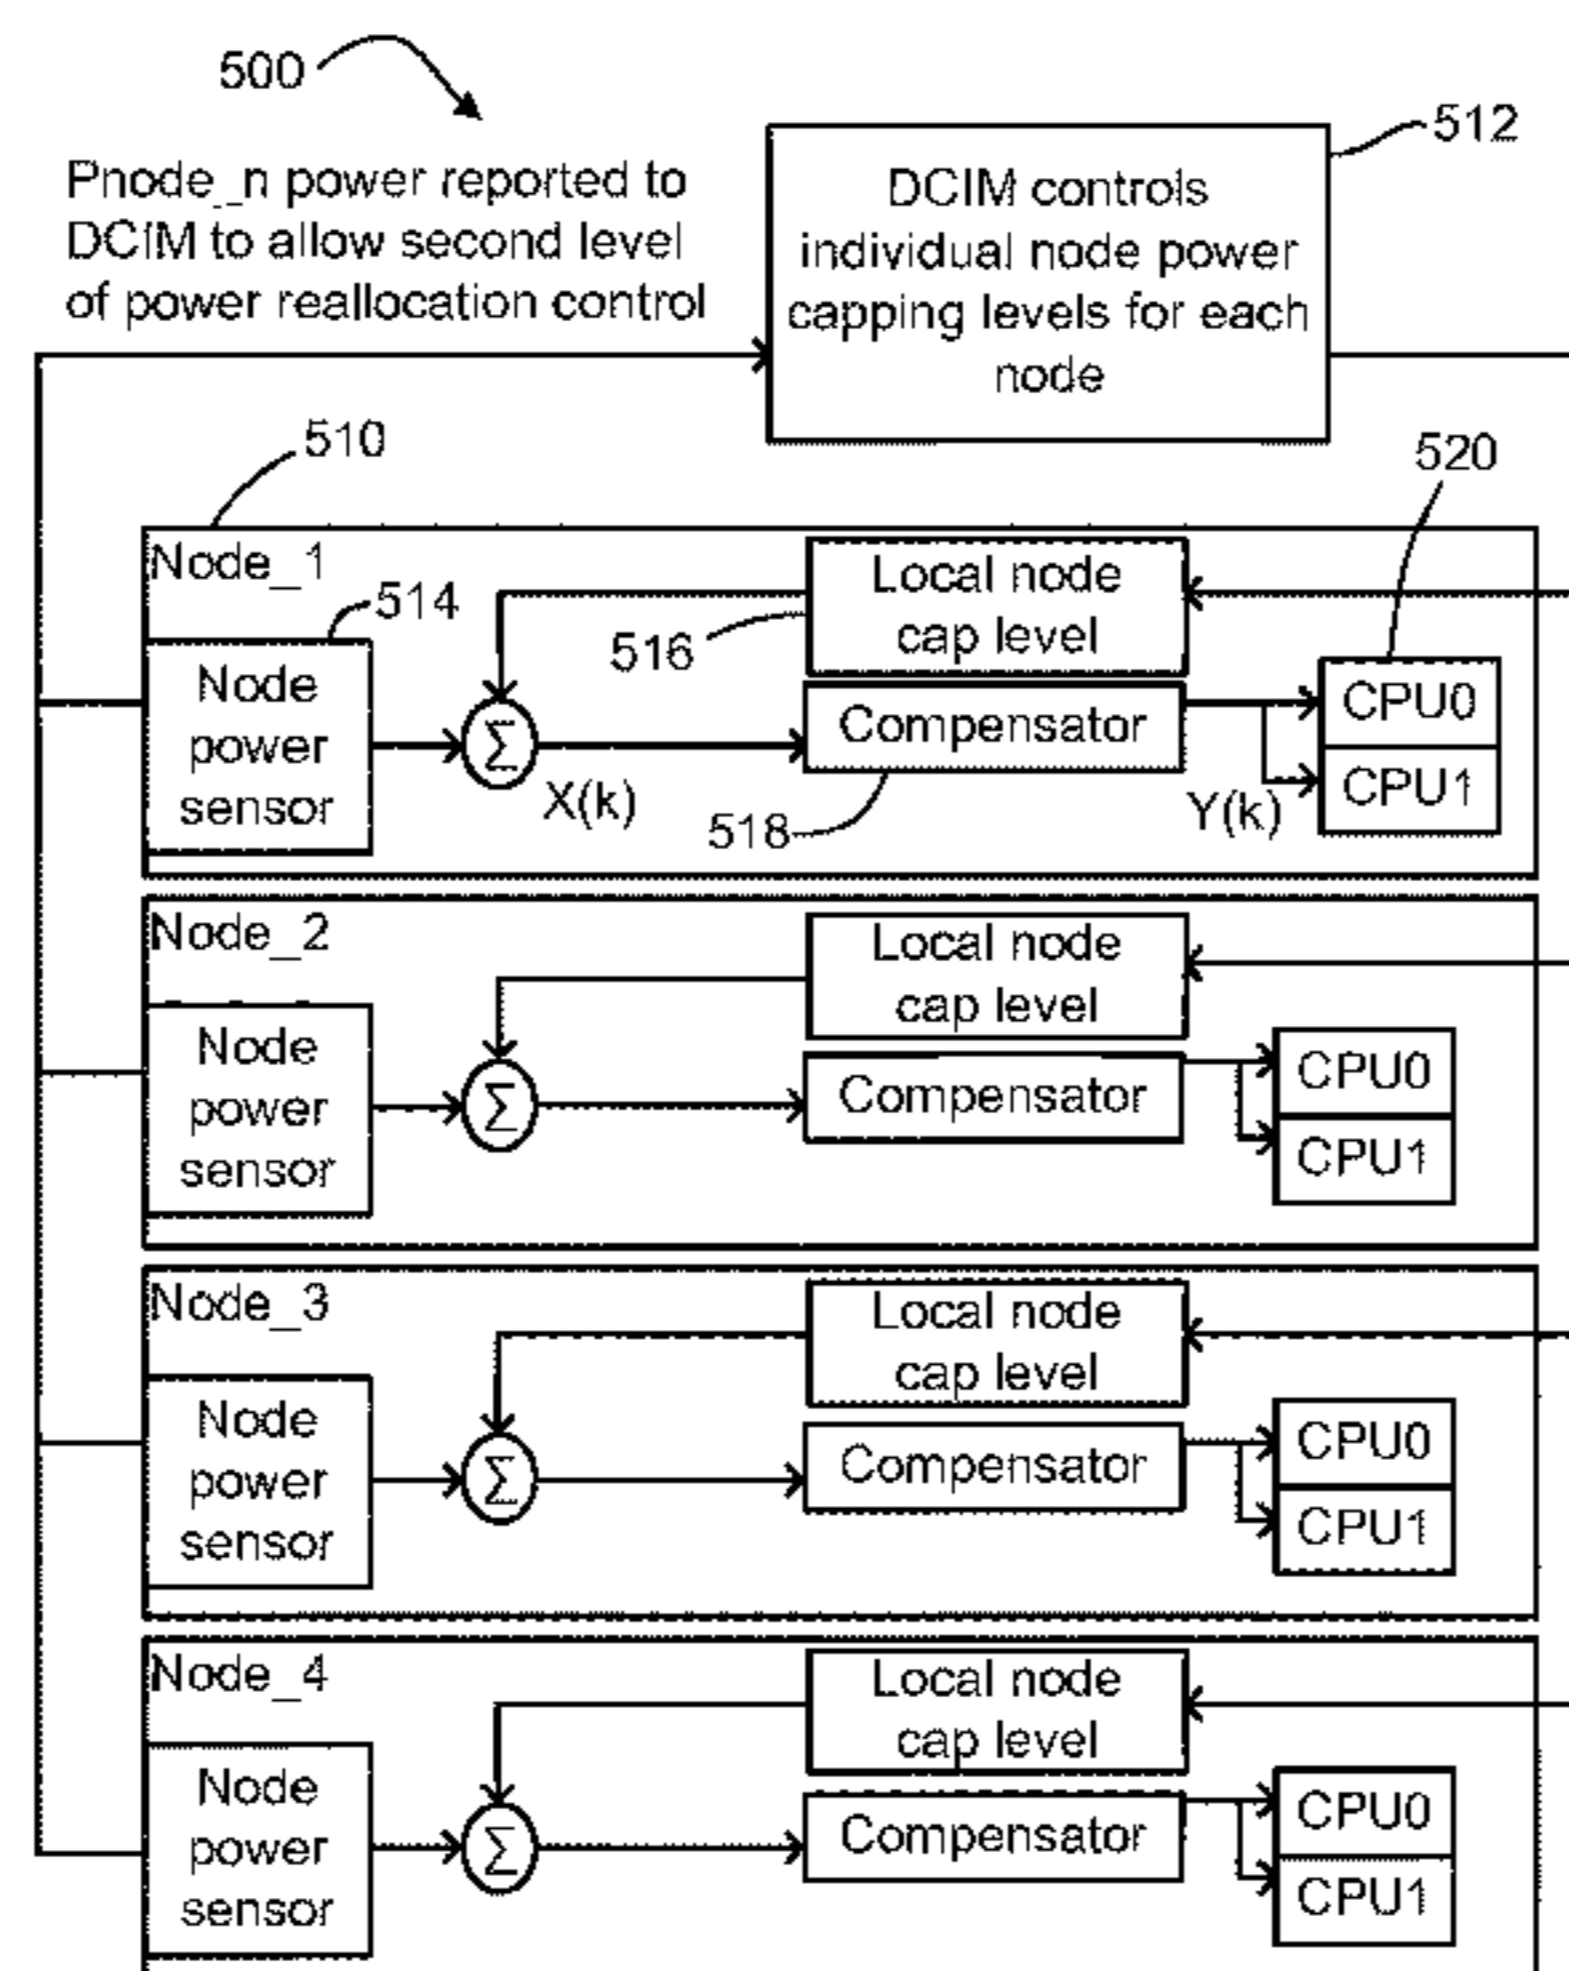 500
512
Pnode_n power reported to
DCIM to allow second level
of power reallocation control
DCIM controls
individual node power
capping levels for each
node
510
520
Node_1
514
Node
power
sensor
Local node
cap level
516
Σ
X(k)
Compensator
518
Y(k)
CPU0
CPU1
Node_2
Node
power
sensor
Local node
cap level
Σ
Compensator
CPU0
CPU1
Node_3
Node
power
sensor
Local node
cap level
Σ
Compensator
CPU0
CPU1
Node_4
Node
power
sensor
Local node
cap level
Σ
Compensator
CPU0
CPU1